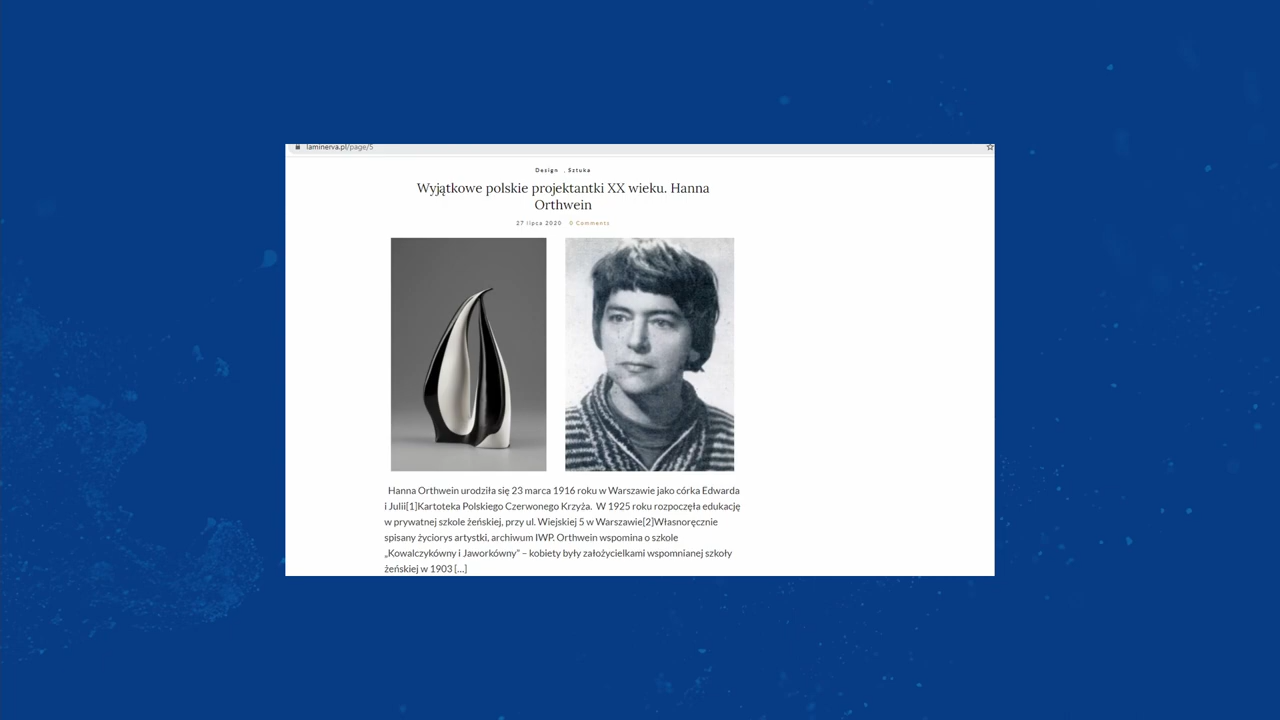 laminerva.pl/page/5
Design , Sztuka
Wyjątkowe polskie projektantki XX wieku. Hanna
Orthwein
27 lipca 2020 0 Comments
Hanna Orthwein urodziła się 23 marca 1916 roku w Warszawie jako córka Edwarda
i Julii[1]Kartoteka Polskiego Czerwonego Krzyża. W 1925 roku rozpoczęła edukację
w prywatnej szkole żeńskiej, przy ul. Wiejskiej 5 w Warszawie[2]Własnoręcznie
spisany życiorys artystki, archiwum IWP. Orthwein wspomina o szkole
„Kowalczykówny i Jaworkówny” – kobiety były założycielkami wspomnianej szkoły
żeńskiej w 1903 [...]